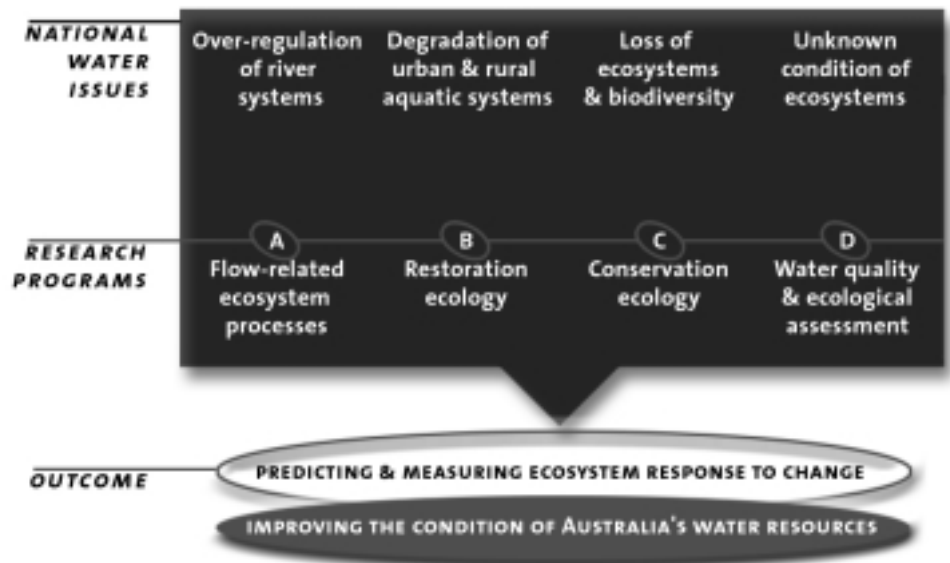 NATIONAL
WATER
ISSUES
Over-regulation
of river
systems
Degradation of
urban & rural
aquatic systems
Loss of
ecosystems
& biodiversity
Unknown
condition of
ecosystems
RESEARCH
PROGRAMS
A
Flow-related
ecosystem
processes
B
Restoration
ecology
C
Conservation
ecology
D
Water quality
& ecological
assessment
OUTCOME
PREDICTING & MEASURING ECOSYSTEM RESPONSE TO CHANGE
IMPROVING THE CONDITION OF AUSTRALIA'S WATER RESOURCES